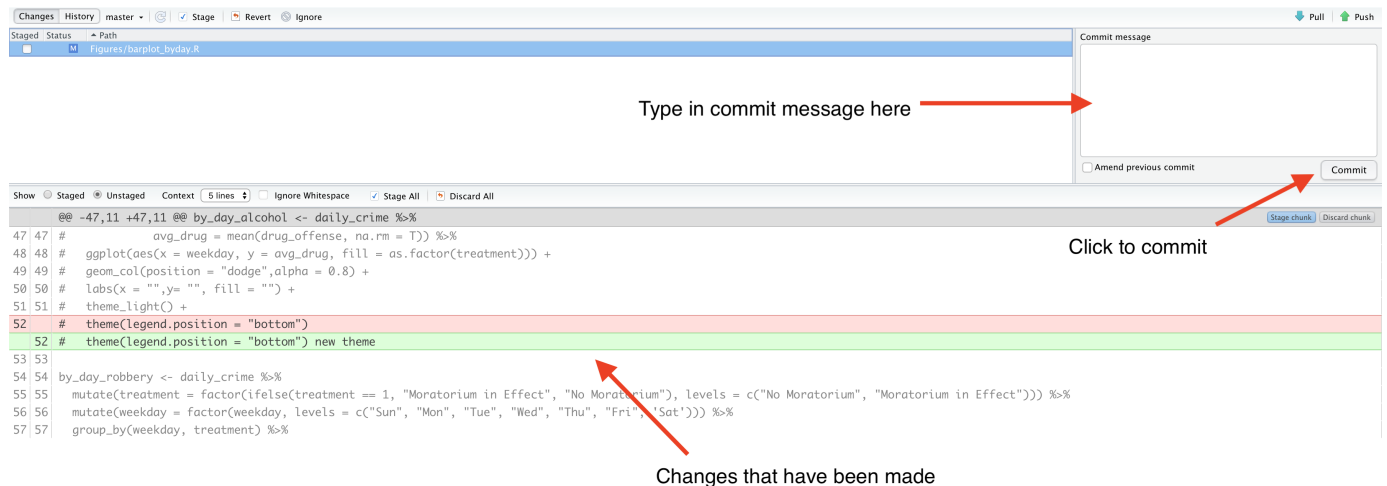 Changes History master Stage Revert Ignore Pull Push
Staged Status Path
M Figures/barplot_byday.R
Commit message
Type in commit message here
Amend previous commit
Commit
Show Staged Unstaged Context 5 lines Ignore Whitespace Stage All Discard All
@@ -47,11 +47,11 @@ by_day_alcohol <- daily_crime %>% Stage chunk Discard chunk
47 47 # avg_drug = mean(drug_offense, na.rm = T)) %>%
Click to commit
48 48 # ggplot(aes(x = weekday, y = avg_drug, fill = as.factor(treatment))) +
49 49 # geom_col(position = "dodge",alpha = 0.8) +
50 50 # labs(x = "",y= "", fill = "") +
51 51 # theme_light() +
52 # theme(legend.position = "bottom")
52 # theme(legend.position = "bottom") new theme
53 53
54 54 by_day_robbery <- daily_crime %>%
55 55 mutate(treatment = factor(ifelse(treatment == 1, "Moratorium in Effect", "No Moratorium"), levels = c("No Moratorium", "Moratorium in Effect"))) %>%
56 56 mutate(weekday = factor(weekday, levels = c("Sun", "Mon", "Tue", "Wed", "Thu", "Fri", 'Sat'))) %>%
57 57 group_by(weekday, treatment) %>%
Changes that have been made